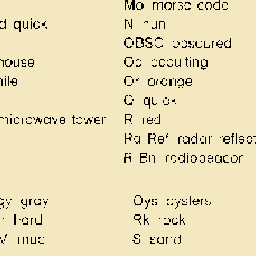 Mo morse code
d quick N nun
OBSC obscured
house Oc occulting
nile Or orange
Q quick
microwave tower R red
Ra Ref radar reflect
R Bn radiobeacon
gy gray Oys oysters
h hard Rk rock
M mud S sand